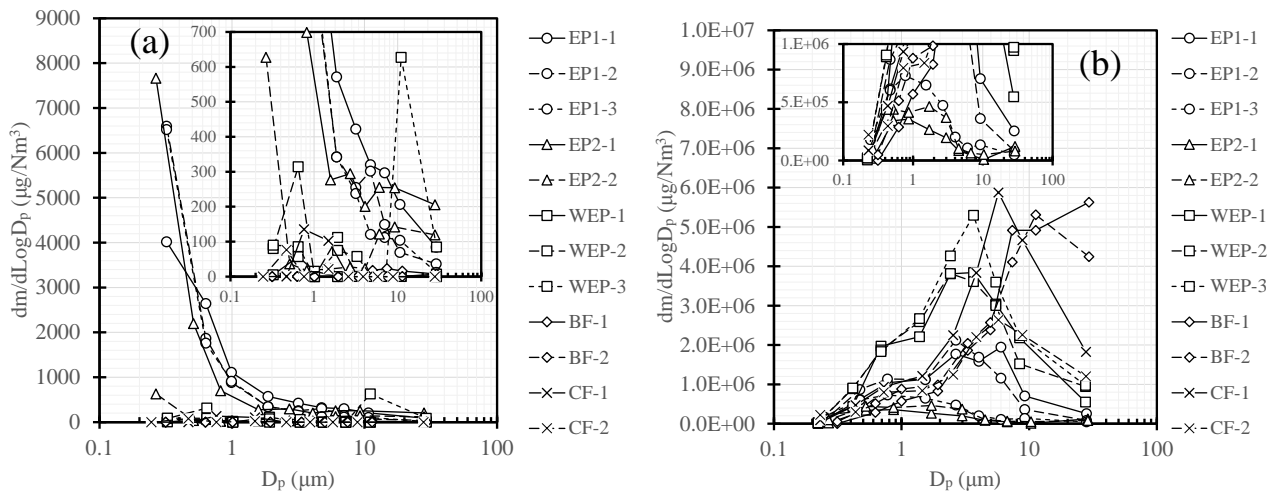 (a)
dm/dLogDp (µg/Nm³)
9000
8000
7000
6000
5000
4000
3000
2000
1000
0
0.1
1
10
100
Dp (µm)
700
600
500
400
300
200
100
0
0.1
1
10
100
EP1-1
EP1-2
EP1-3
EP2-1
EP2-2
WEP-1
WEP-2
WEP-3
BF-1
BF-2
CF-1
CF-2
(b)
dm/dLogDp (µg/Nm³)
1.0E+07
9.0E+06
8.0E+06
7.0E+06
6.0E+06
5.0E+06
4.0E+06
3.0E+06
2.0E+06
1.0E+06
0.0E+00
0.1
1
10
100
Dp (µm)
1.E+06
5.E+05
0.E+00
0.1
1
10
100
EP1-1
EP1-2
EP1-3
EP2-1
EP2-2
WEP-1
WEP-2
WEP-3
BF-1
BF-2
CF-1
CF-2